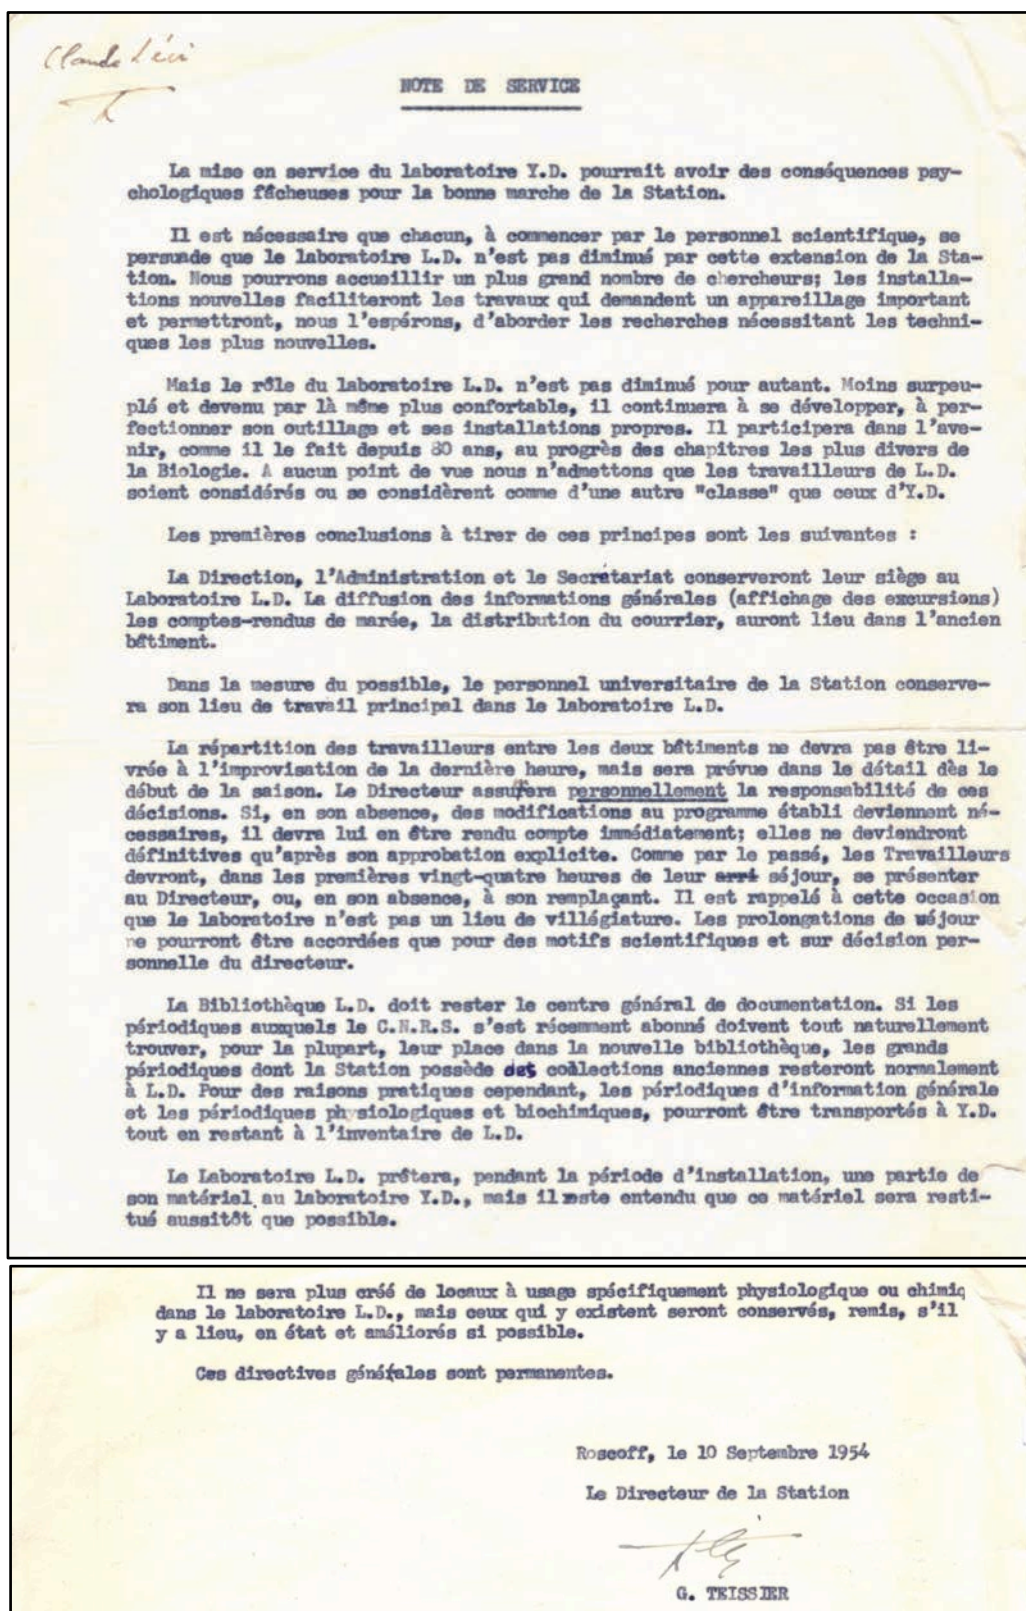 Claude Lévi
NOTE DE SERVICE
La mise en service du laboratoire Y.D. pourrait avoir des conséquences psy-
chologiques fâcheuses pour la bonne marche de la Station.
Il est nécessaire que chacun, à commencer par le personnel scientifique, se
persuade que le laboratoire L.D. n'est pas diminué par cette extension de la Sta-
tion. Nous pourrons accueillir un plus grand nombre de chercheurs; les installa-
tions nouvelles faciliteront les travaux qui demandent un appareillage important
et permettront, nous l'espérons, d'aborder les recherches nécessitant les techni-
ques les plus nouvelles.
Mais le rôle du laboratoire L.D. n'est pas diminué pour autant. Moins surpeu-
plé et devenu par là même plus confortable, il continuera à se développer, à per-
fectionner son outillage et ses installations propres. Il participera dans l'ave-
nir, comme il le fait depuis 80 ans, au progrès des chapitres les plus divers de
la Biologie. A aucun point de vue nous n'admettons que les travailleurs de L.D.
soient considérés ou se considèrent comme d'une autre "classe" que ceux d'Y.D.
Les premières conclusions à tirer de ces principes sont les suivantes :
La Direction, l'Administration et le Secrétariat conserveront leur siège au
Laboratoire L.D. La diffusion des informations générales (affichage des excursions)
les comptes-rendus de marée, la distribution du courrier, auront lieu dans l'ancien
bâtiment.
Dans la mesure du possible, le personnel universitaire de la Station conserve-
ra son lieu de travail principal dans le laboratoire L.D.
La répartition des travailleurs entre les deux bâtiments ne devra pas être li-
vrée à l'improvisation de la dernière heure, mais sera prévue dans le détail dès le
début de la saison. Le Directeur assurera personnellement la responsabilité de ces
décisions. Si, en son absence, des modifications au programme établi deviennent né-
cessaires, il devra lui en être rendu compte immédiatement; elles ne deviendront
définitives qu'après son approbation explicite. Comme par le passé, les Travailleurs
devront, dans les premières vingt-quatre heures de leur arri séjour, se présenter
au Directeur, ou, en son absence, à son remplaçant. Il est rappelé à cette occasion
que le laboratoire n'est pas un lieu de villégiature. Les prolongations de séjour
ne pourront être accordées que pour des motifs scientifiques et sur décision per-
sonnelle du directeur.
La Bibliothèque L.D. doit rester le centre général de documentation. Si les
périodiques auxquels le C.N.R.S. s'est récemment abonné doivent tout naturellement
trouver, pour la plupart, leur place dans la nouvelle bibliothèque, les grands
périodiques dont la Station possède des collections anciennes resteront normalement
à L.D. Pour des raisons pratiques cependant, les périodiques d'information générale
et les périodiques physiologiques et biochimiques, pourront être transportés à Y.D.
tout en restant à l'inventaire de L.D.
Le Laboratoire L.D. prêtera, pendant la période d'installation, une partie de
son matériel au laboratoire Y.D., mais il este entendu que ce matériel sera resti-
tué aussitôt que possible.
Il ne sera plus créé de locaux à usage spécifiquement physiologique ou chimiq
dans le laboratoire L.D., mais ceux qui y existent seront conservés, remis, s'il
y a lieu, en état et améliorés si possible.
Ces directives générales sont permanentes.
Roscoff, le 10 Septembre 1954
Le Directeur de la Station
G. TEISSIER